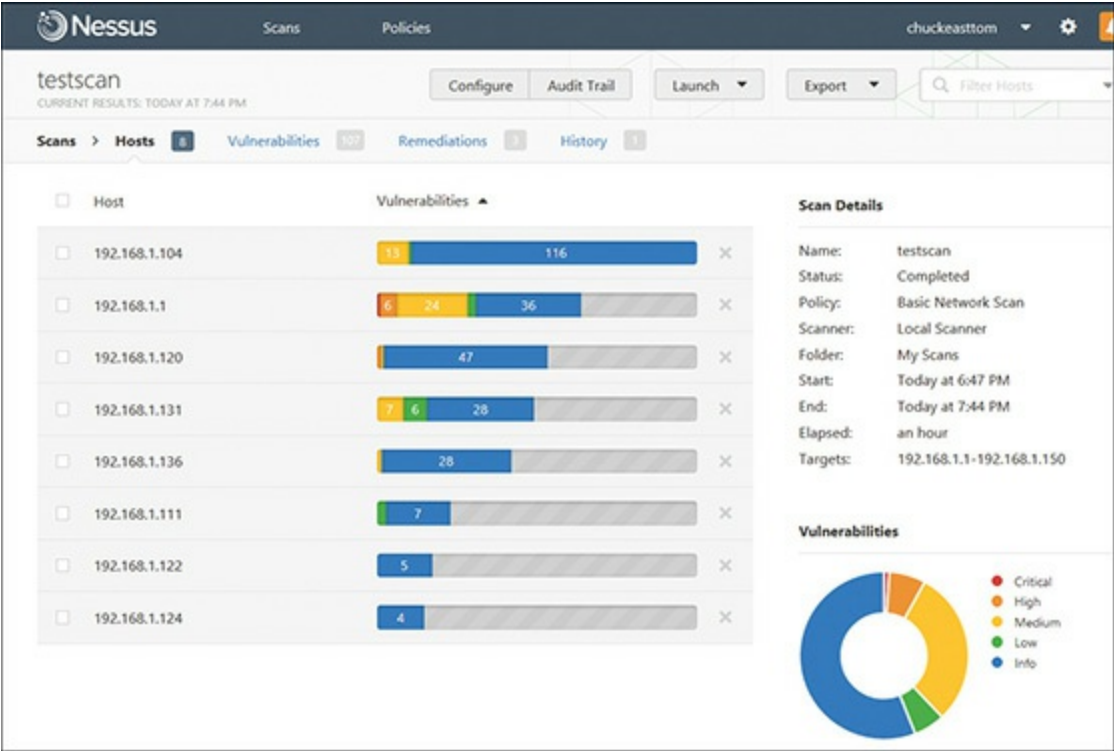 Nessus Scans Policies chuckeasttom
testscan
CURRENT RESULTS: TODAY AT 7:44 PM
Configure Audit Trail Launch Export Filter Hosts
Scans > Hosts 8 Vulnerabilities 107 Remediations 3 History 1
Host Vulnerabilities
192.168.1.104 13 116
192.168.1.1 6 24 36
192.168.1.120 47
192.168.1.131 7 6 28
192.168.1.136 28
192.168.1.111 7
192.168.1.122 5
192.168.1.124 4
Scan Details
Name: testscan
Status: Completed
Policy: Basic Network Scan
Scanner: Local Scanner
Folder: My Scans
Start: Today at 6:47 PM
End: Today at 7:44 PM
Elapsed: an hour
Targets: 192.168.1.1-192.168.1.150
Vulnerabilities
Critical
High
Medium
Low
Info